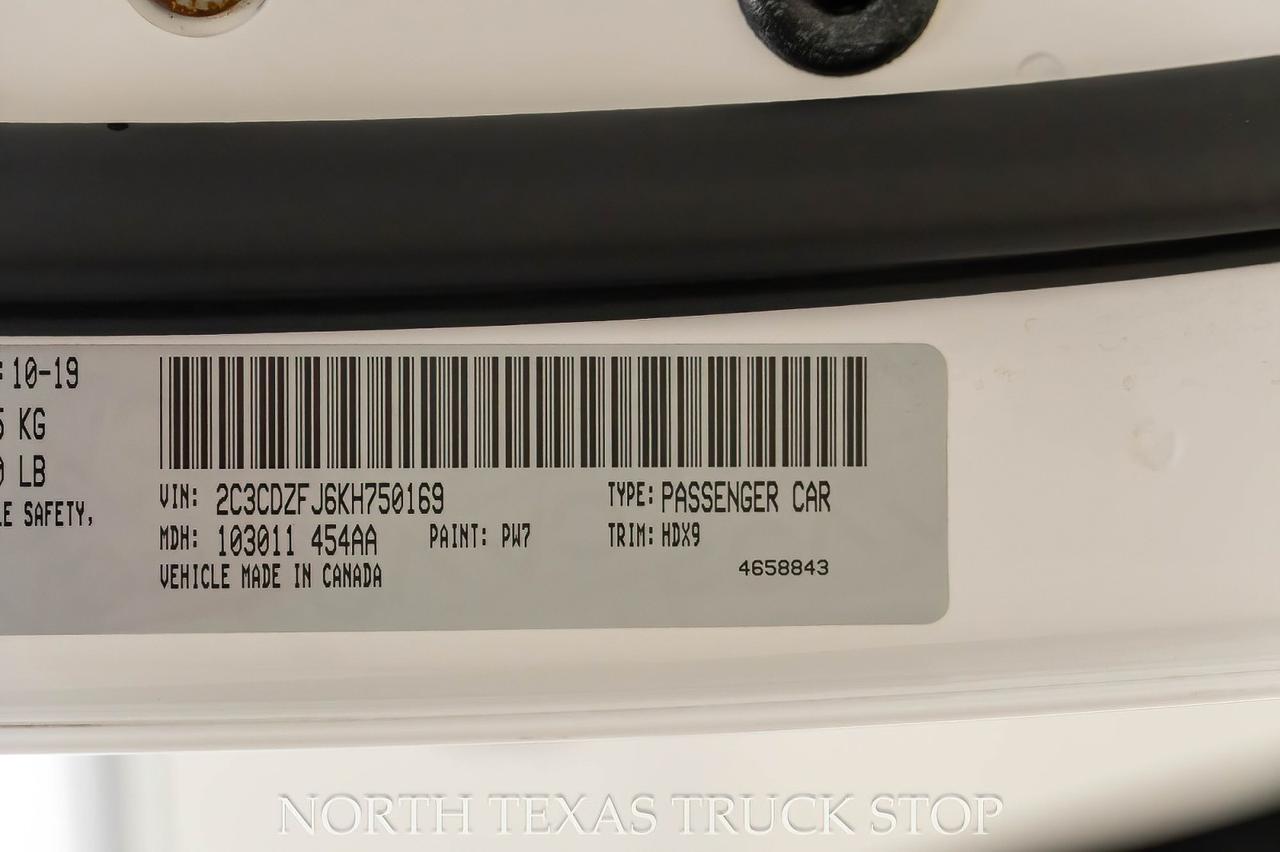 10-19
KG
LB
SAFETY,
VIN: 2C3CDZFJ6KH750169 TYPE: PASSENGER CAR
MDH: 103011 454AA PAINT: PW7 TRIM: HDX9
VEHICLE MADE IN CANADA 4658843
NORTH TEXAS TRUCK STOP